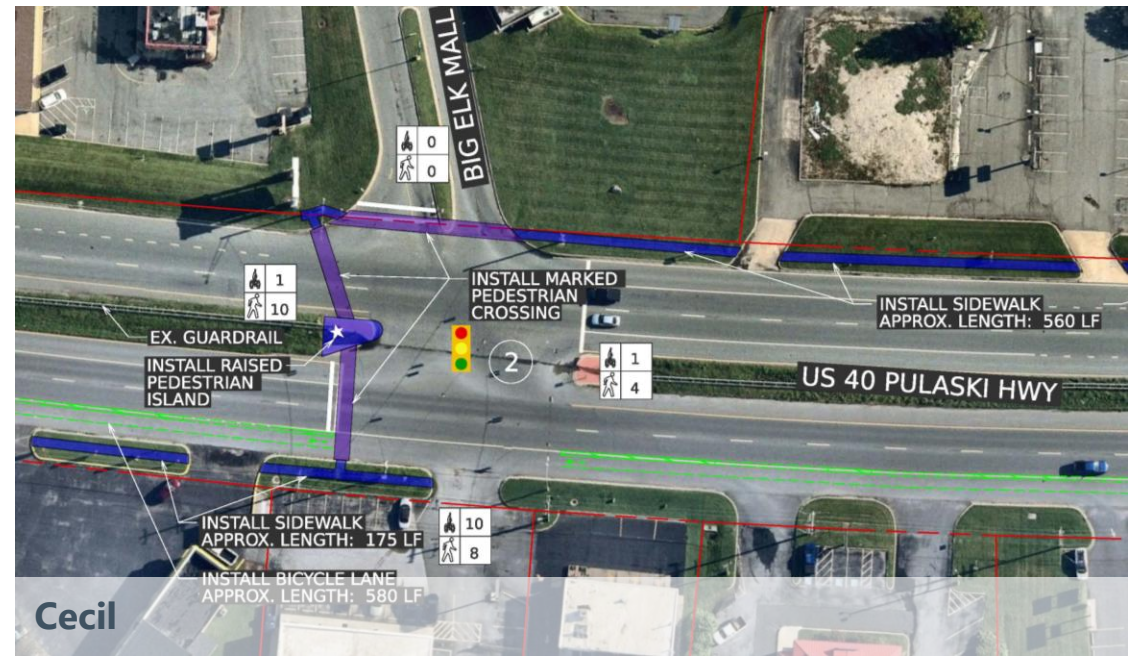 BIG ELK MALL
0
0
1
10
INSTALL MARKED
PEDESTRIAN
CROSSING
INSTALL SIDEWALK
APPROX. LENGTH: 560 LF
EX. GUARDRAIL
INSTALL RAISED
PEDESTRIAN
ISLAND
2
1
4
US 40 PULASKI HWY
10
8
INSTALL SIDEWALK
APPROX. LENGTH: 175 LF
INSTALL BICYCLE LANE
APPROX. LENGTH: 580 LF
Cecil